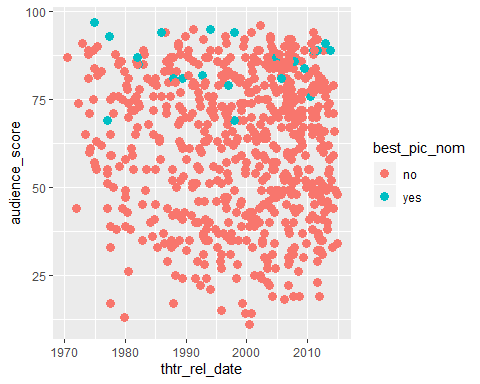 100
75
50
25
audience_score
1970
1980
1990
2000
2010
thtr_rel_date
best_pic_nom
no
yes